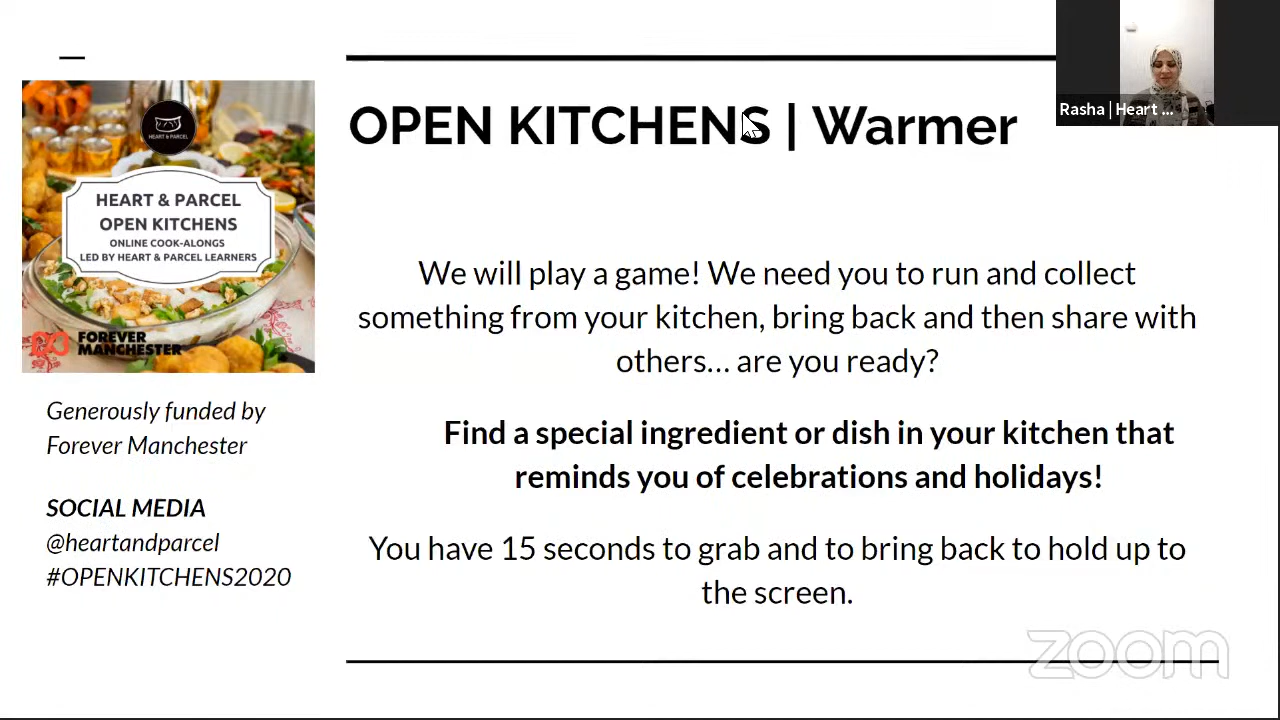 Rasha | Heart ...
OPEN KITCHENS | Warmer
HEART & PARCEL
HEART & PARCEL
OPEN KITCHENS
ONLINE COOK-ALONGS
LED BY HEART & PARCEL LEARNERS
FOREVER
MANCHESTER
Generously funded by
Forever Manchester
SOCIAL MEDIA
@heartandparcel
#OPENKITCHENS2020
We will play a game! We need you to run and collect
something from your kitchen, bring back and then share with
others... are you ready?
Find a special ingredient or dish in your kitchen that
reminds you of celebrations and holidays!
You have 15 seconds to grab and to bring back to hold up to
the screen.
zoom